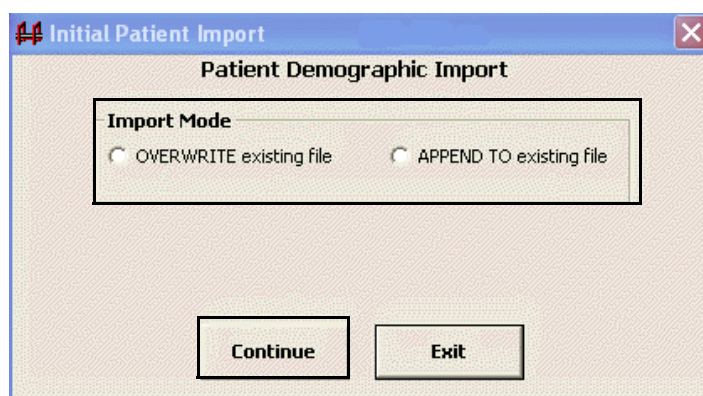 Initial Patient Import
Patient Demographic Import
Import Mode
OVERWRITE existing file APPEND TO existing file
Continue Exit